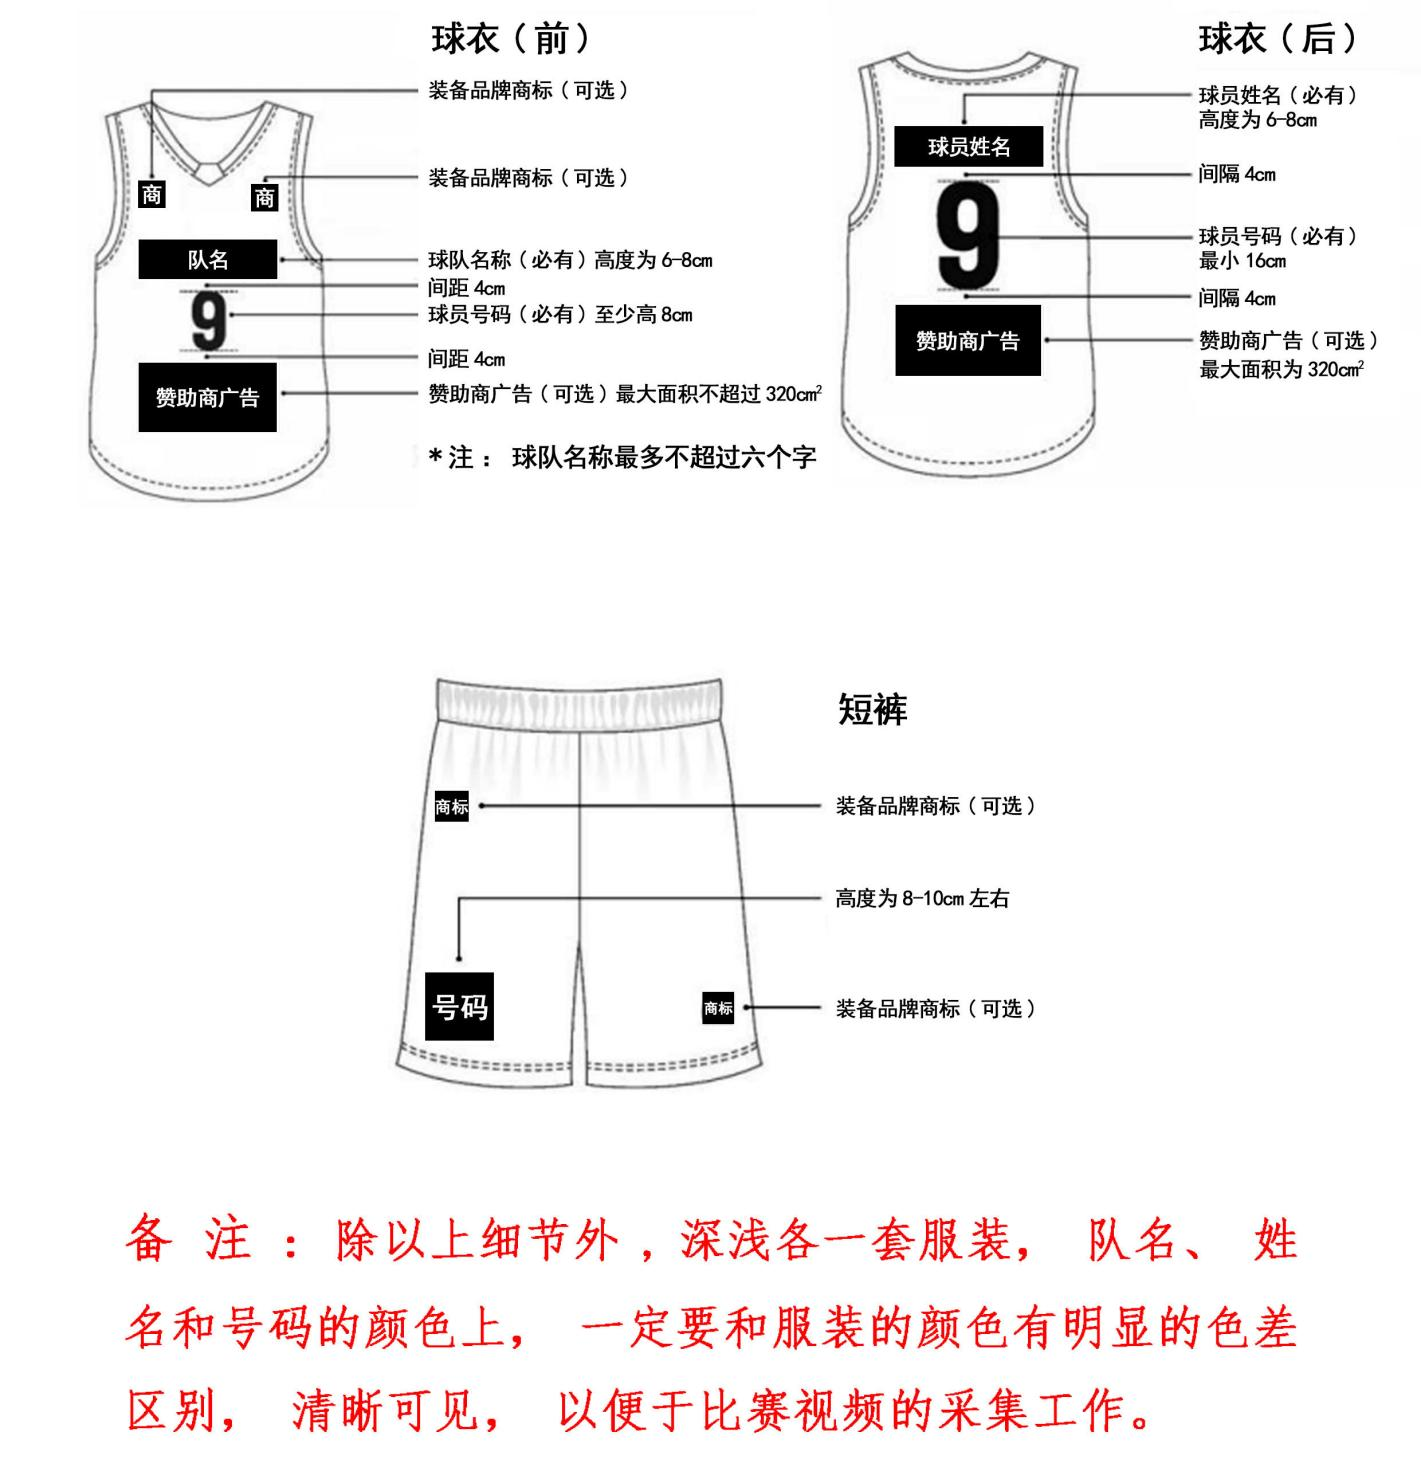 球衣（前）
装备品牌商标（可选）
装备品牌商标（可选）
商
商
队名
球队名称（必有）高度为6-8cm
间距4cm
9
球员号码（必有）至少高8cm
间距4cm
赞助商广告
赞助商广告（可选）最大面积不超过320cm²
*注：球队名称最多不超过六个字
球衣（后）
球员姓名（必有）
高度为6-8cm
球员姓名
间隔4cm
9
球员号码（必有）
最小16cm
间隔4cm
赞助商广告
赞助商广告（可选）
最大面积为320cm²
短裤
商标
装备品牌商标（可选）
高度为8-10cm左右
号码
商标
装备品牌商标（可选）
备 注 ：除以上细节外，深浅各一套服装， 队名、 姓
名和号码的颜色上， 一定要和服装的颜色有明显的色差
区别， 清晰可见， 以便于比赛视频的采集工作。